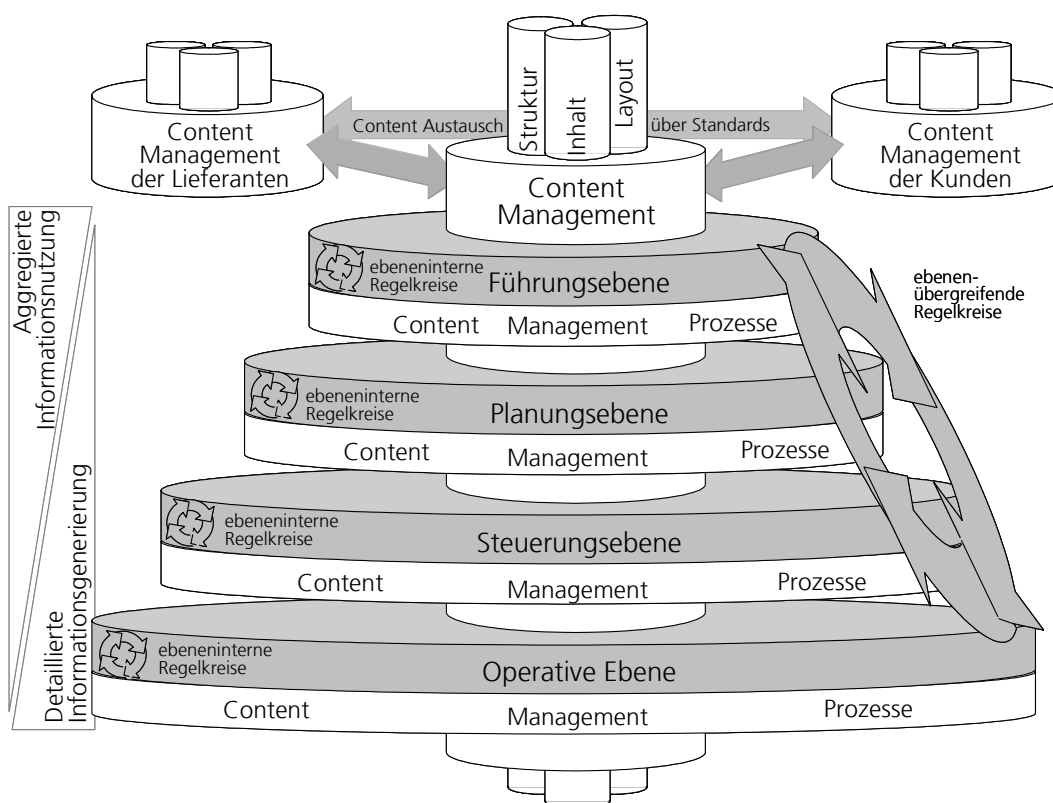 Struktur
Inhalt
Layout
Content Austausch
über Standards
Content
Management
der Lieferanten
Content
Management
Content
Management
der Kunden
Aggregierte
Informationsnutzung
Detaillierte
Informationsgenerierung
ebeneninterne
Regelkreise
Führungsebene
Content Management Prozesse
ebenen-
übergreifende
Regelkreise
ebeneninterne
Regelkreise
Planungsebene
Content Management Prozesse
ebeneninterne
Regelkreise
Steuerungsebene
Content Management Prozesse
ebeneninterne
Regelkreise
Operative Ebene
Content Management Prozesse